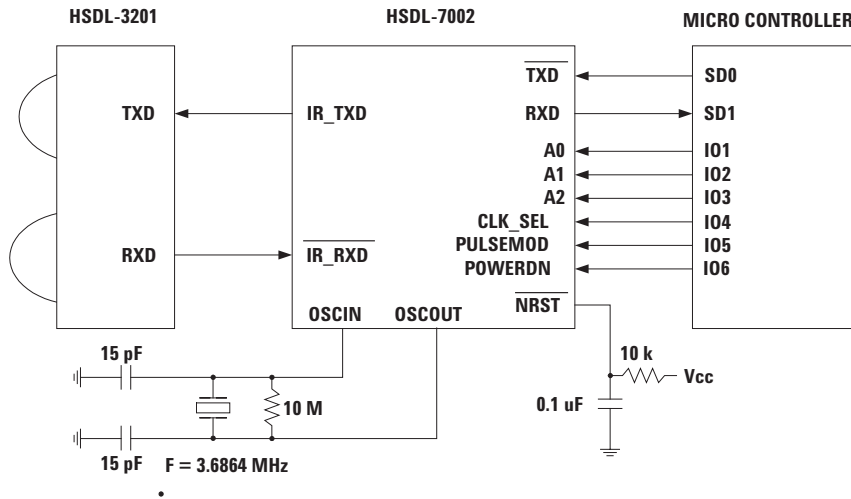 HSDL-3201
HSDL-7002
MICRO CONTROLLER
TXD
SD0
TXD
IR_TXD
RXD
SD1
A0
IO1
A1
IO2
A2
IO3
CLK_SEL
IO4
RXD
IR_RXD
PULSEMOD
IO5
POWERDN
IO6
NRST
OSCIN
OSCOUT
15 pF
10 k
Vcc
10 M
0.1 uF
15 pF
F = 3.6864 MHz